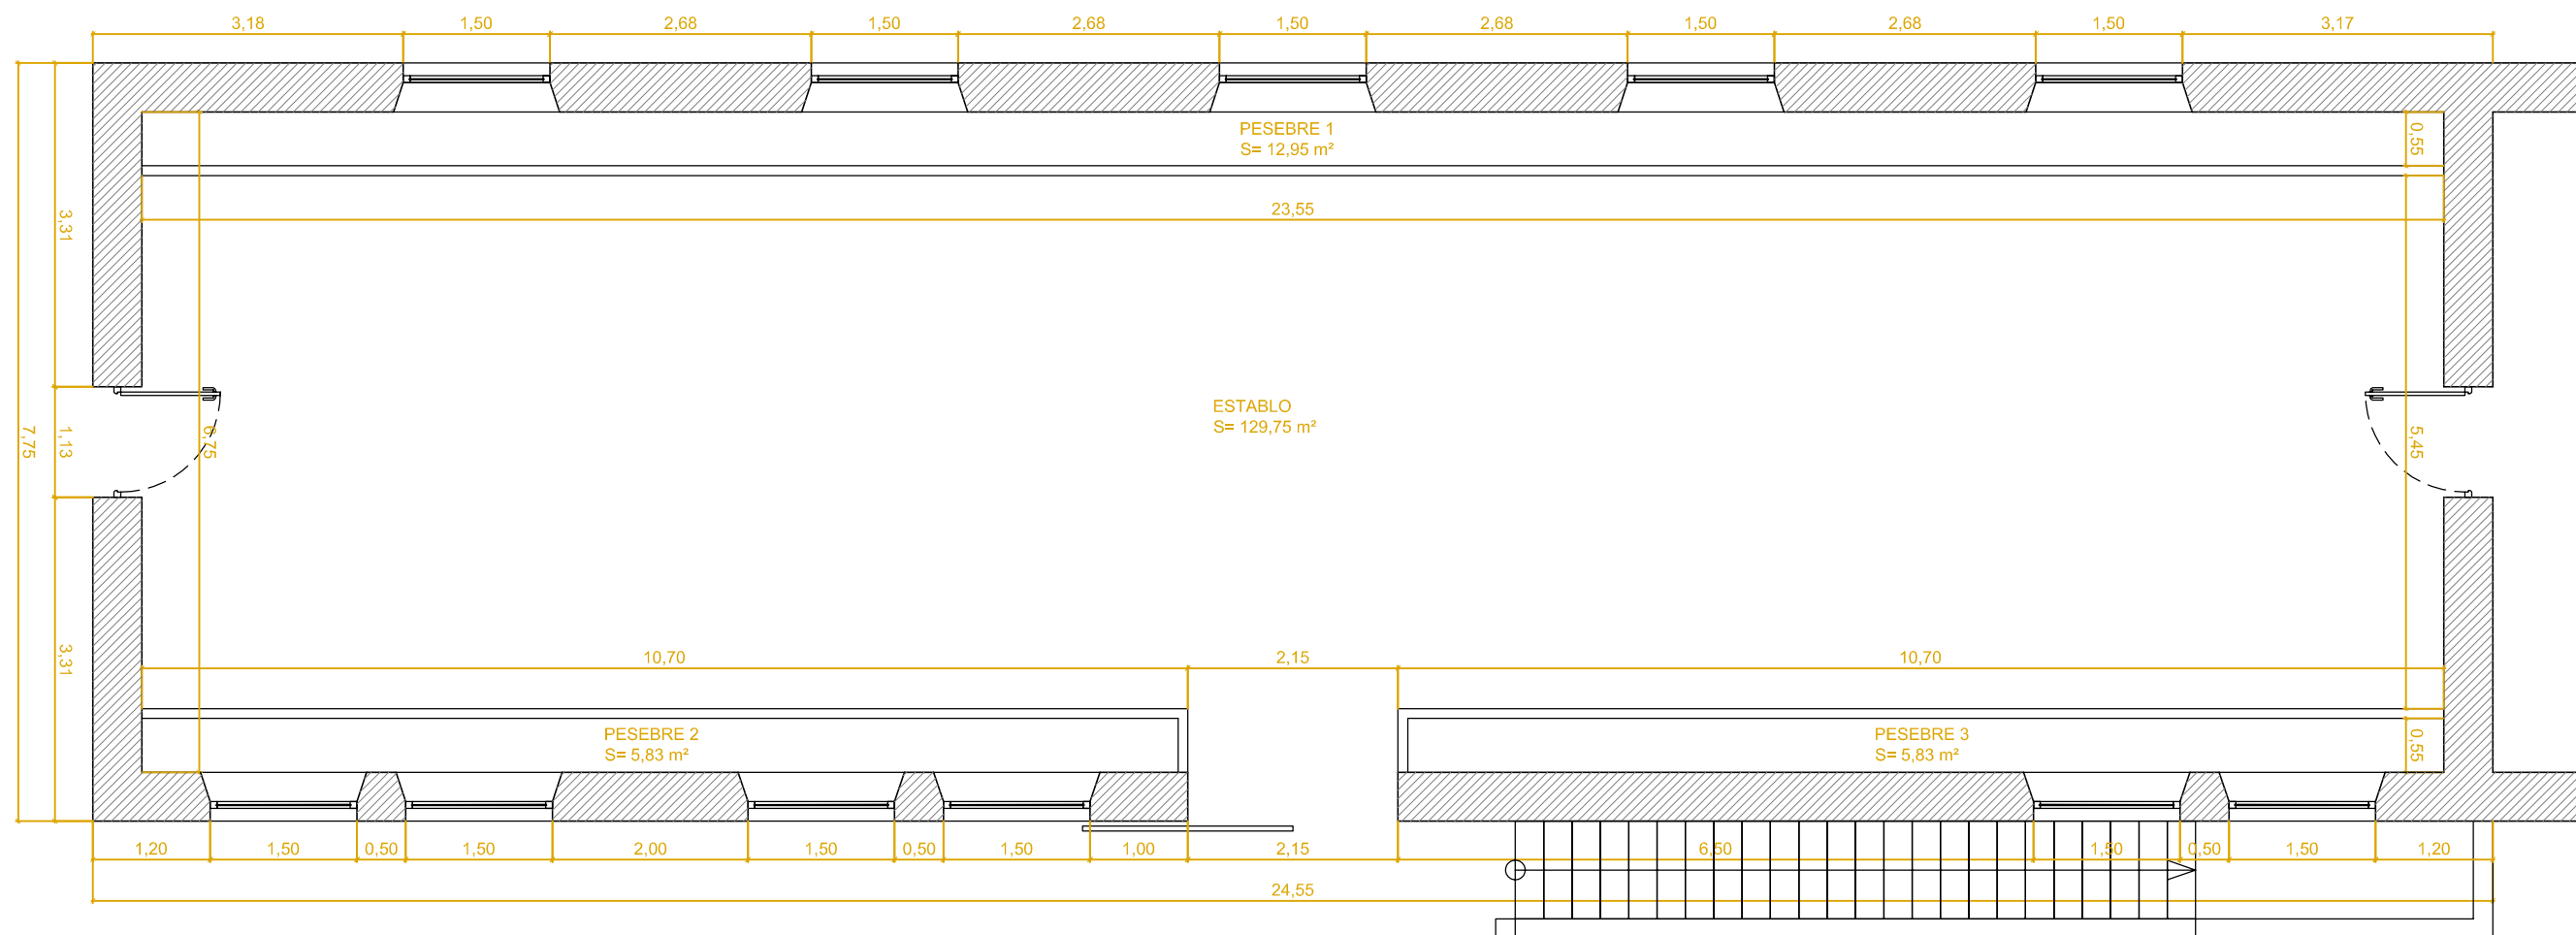 3,18 1,50 2,68 1,50 2,68 1,50 2,68 1,50 2,68 1,50 3,17
PESEBRE 1
S= 12,95 m²
0,55
23,55
3,31
ESTABLO
S= 129,75 m²
7,75 1,13 6,75 5,45
3,31
10,70 2,15 10,70
PESEBRE 2
S= 5,83 m²
PESEBRE 3
S= 5,83 m²
0,55
1,20 1,50 0,50 1,50 2,00 1,50 0,50 1,50 1,00 2,15 6,50 1,50 0,50 1,50 1,20
24,55